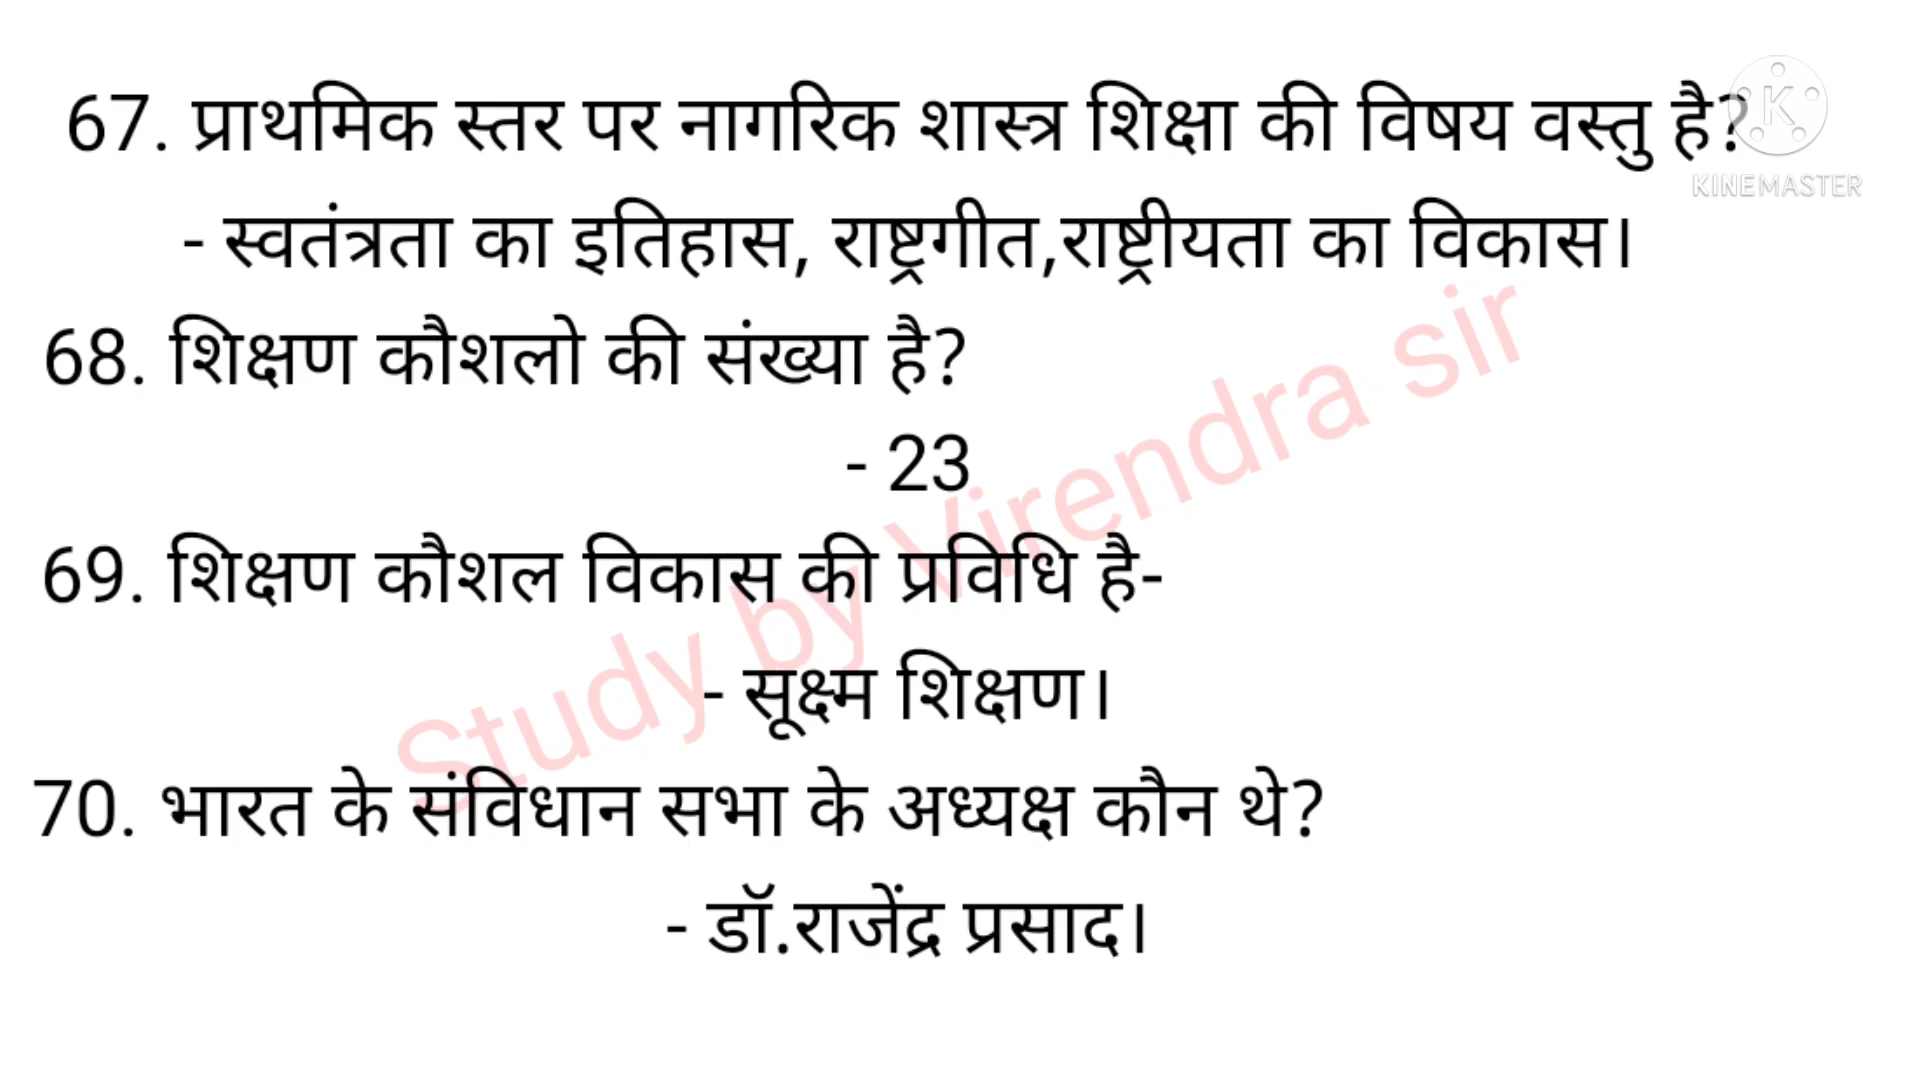 67. प्राथमिक स्तर पर नागरिक शास्त्र शिक्षा की विषय वस्तु है?
KINEMASTER
- स्वतंत्रता का इतिहास, राष्ट्रगीत,राष्ट्रीयता का विकास।
68. शिक्षण कौशलो की संख्या है?
- 23
69. शिक्षण कौशल विकास की प्रविधि है-
- सूक्ष्म शिक्षण।
70. भारत के संविधान सभा के अध्यक्ष कौन थे?
- डॉ.राजेंद्र प्रसाद।
Study by Virendra sir